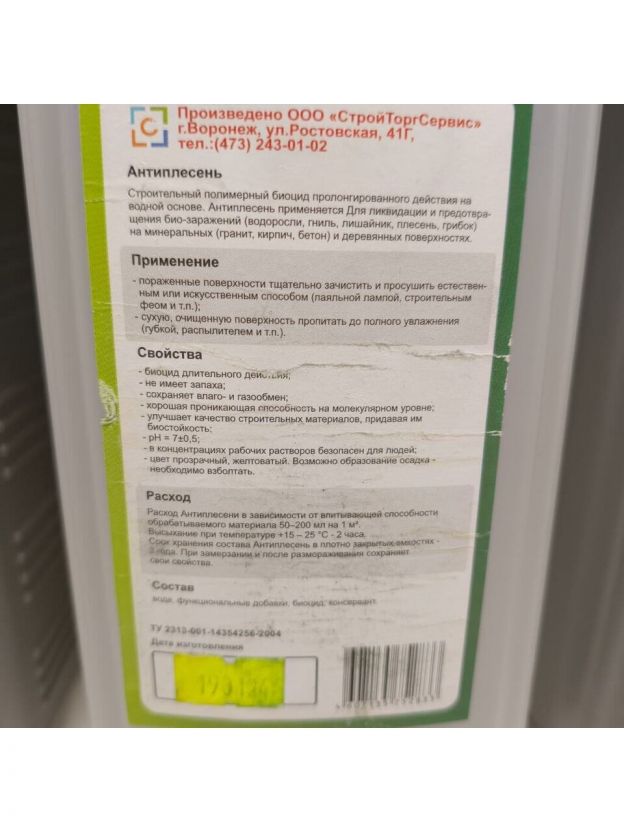 Произведено ООО «СтройТоргСервис»
г.Воронеж, ул.Ростовская, 41Г,
тел.:(473) 243-01-02
С
Антиплесень
Строительный полимерный биоцид пролонгированного действия на
водной основе. Антиплесень применяется Для ликвидации и предотвра-
щения био-заражений (водоросли, гниль, лишайник, плесень, грибок)
на минеральных (гранит, кирпич, бетон) и деревянных поверхностях.
Применение
- пораженные поверхности тщательно зачистить и просушить естествен-
ным или искусственным способом (паяльной лампой, строительным
феом и т.п.);
- сухую, очищенную поверхность пропитать до полного увлажнения
(губкой, распылителем и т.п.).
Свойства
- биоцид длительного действия;
- не имеет запаха;
- сохраняет влаго- и газообмен;
- хорошая проникающая способность на молекулярном уровне;
- улучшает качество строительных материалов, придавая им
биостойкость;
- pH = 7±0,5;
- в концентрациях рабочих растворов безопасен для людей;
- цвет прозрачный, желтоватый. Возможно образование осадка -
необходимо взболтать.
Расход
Расход Антиплесени в зависимости от впитывающей способности
обрабатываемого материала 50–200 мл на 1 м².
Высыхание при температуре +15 – 25 °С - 2 часа.
Срок хранения состава Антиплесень в плотно закрытых емкостях -
года. При замерзании и после размораживания сохраняет
свои свойства.
Состав
вода, функциональные добавки, биоцид, консервант.
ТУ 2313-001-14354256-2004
Дата изготовления